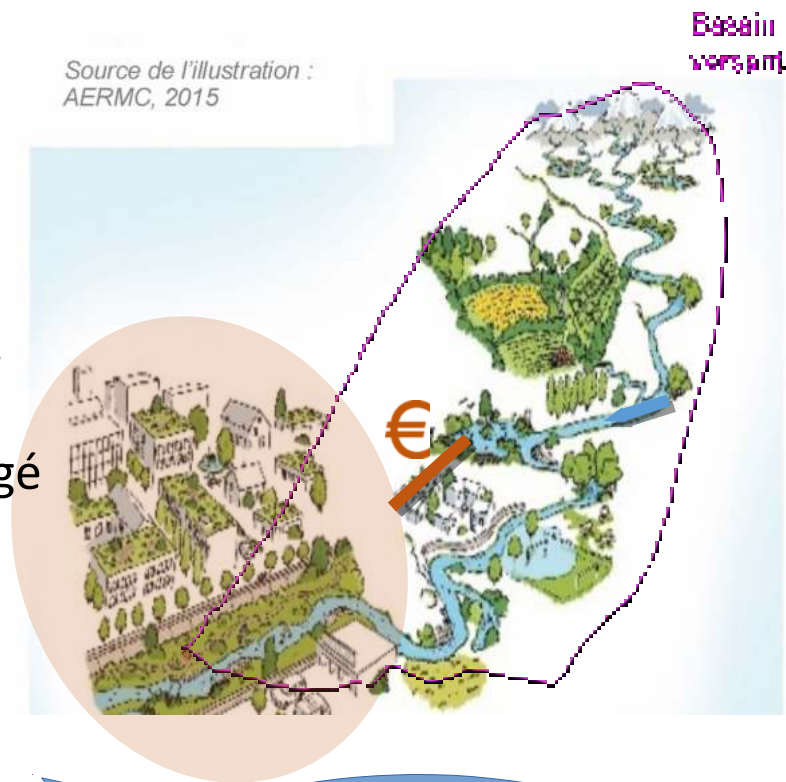 Bassin
versant
Source de l'illustration :
AERMC, 2015
€
gé